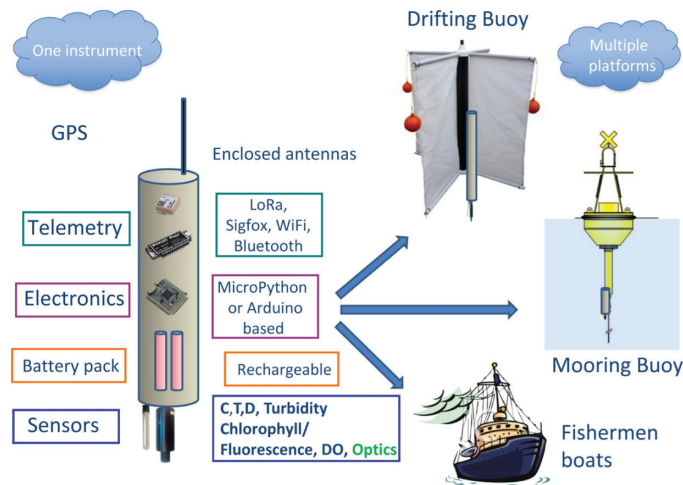 One instrument
Drifting Buoy
Multiple
platforms
GPS
Enclosed antennas
Telemetry
LoRa,
Sigfox, WiFi,
Bluetooth
Electronics
MicroPython
or Arduino
based
Battery pack
Rechargeable
Mooring Buoy
Sensors
C,T,D, Turbidity
Chlorophyll/
Fluorescence, DO, Optics
Fishermen
boats